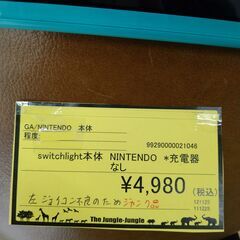 GA/NINTENDO 本体
程度
99290000021046
switchlight本体 NINTENDO *充電器
なし
¥4,980 (税込)
左ジョイコン不良のためジャンク品
121122
111223
The Jungle-Jungle